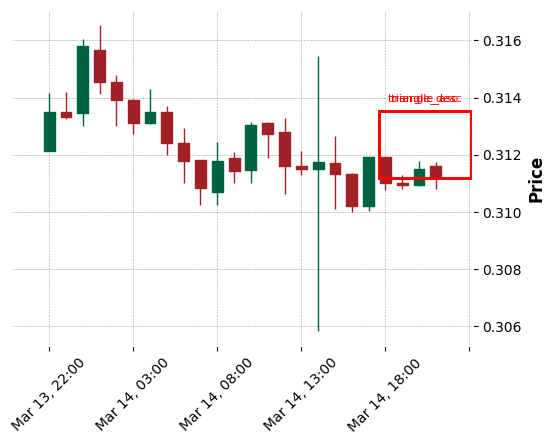 0.316
0.314
0.312
0.310
0.308
0.306
Price
Mar 13, 22:00
Mar 14, 03:00
Mar 14, 08:00
Mar 14, 13:00
Mar 14, 18:00